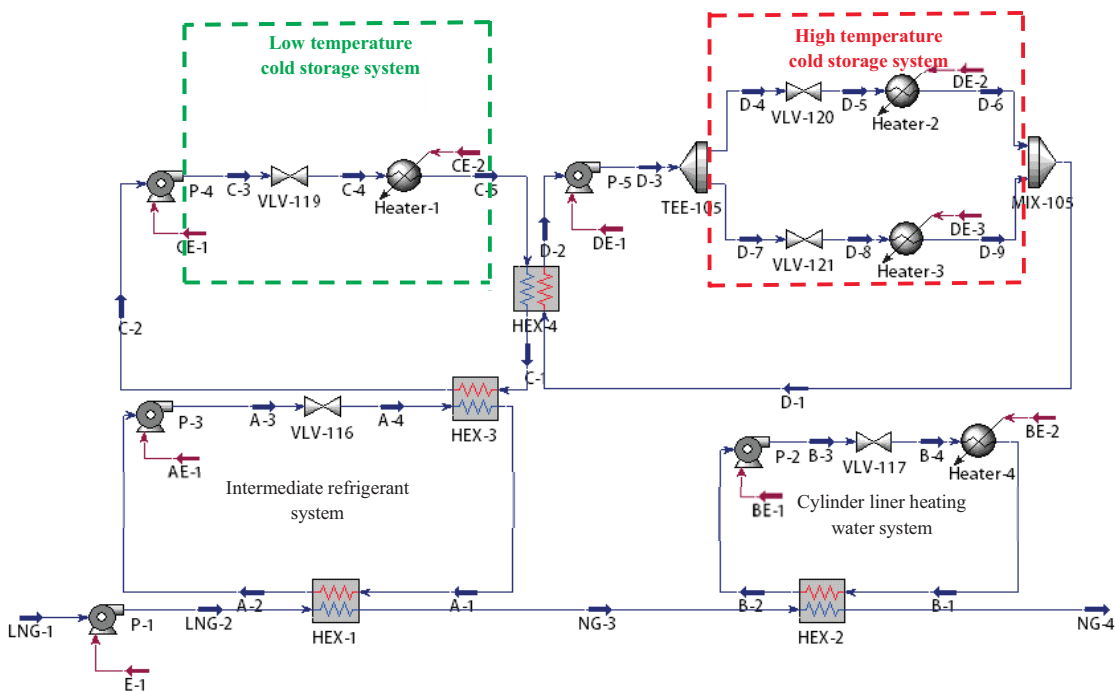 Low temperature
cold storage system
High temperature
cold storage system
DE-2
D-4
D-5
D-6
VLV-120
Heater-2
CE-2
P-4
C-3
C-4
C-5
VLV-119
Heater-1
CE-1
P-5
D-3
TEE-105
MIX-105
DE-1
D-2
DE-3
D-7
D-8
D-9
VLV-121
Heater-3
HEX-4
C-2
C-1
D-1
P-3
A-3
A-4
VLV-116
HEX-3
AE-1
BE-2
P-2
B-3
B-4
VLV-117
Heater-4
BE-1
Intermediate refrigerant
system
Cylinder liner heating
water system
A-2
A-1
B-2
B-1
LNG-1
P-1
LNG-2
HEX-1
NG-3
HEX-2
NG-4
E-1